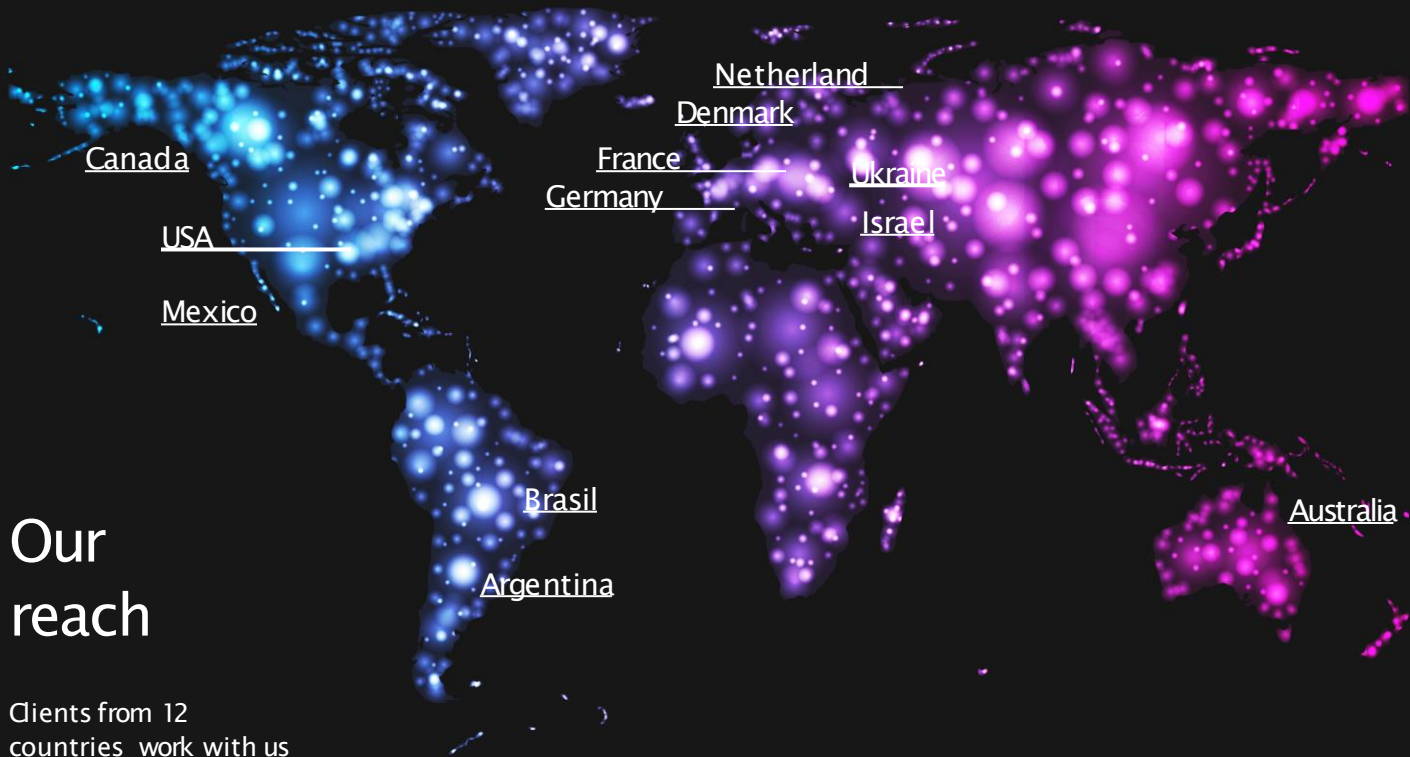 Netherland
Denmark
Canada
France
Ukraine
Germany
Israel
USA
Mexico
Brasil
Australia
Our
reach
Argentina
Clients from 12
countries work with us